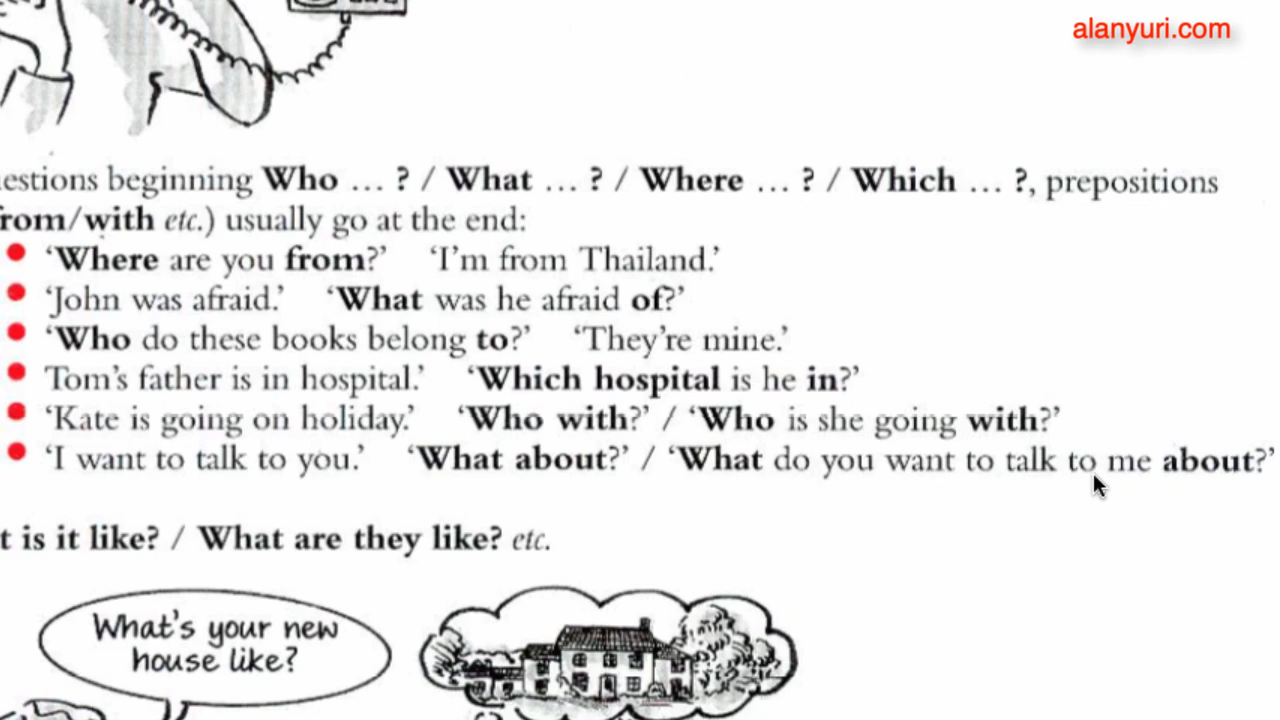 alanyuri.com
estions beginning Who ... ? / What ... ? / Where ... ? / Which ... ?, prepositions
rom/with etc.) usually go at the end:
‘Where are you from?’ ‘I’m from Thailand.’
‘John was afraid.’ ‘What was he afraid of?’
‘Who do these books belong to?’ ‘They’re mine.’
Tom’s father is in hospital.’ ‘Which hospital is he in?’
‘Kate is going on holiday.’ ‘Who with?’ / ‘Who is she going with?’
‘I want to talk to you.’ ‘What about?’ / ‘What do you want to talk to me about?’
t is it like? / What are they like? etc.
What’s your new
house like?